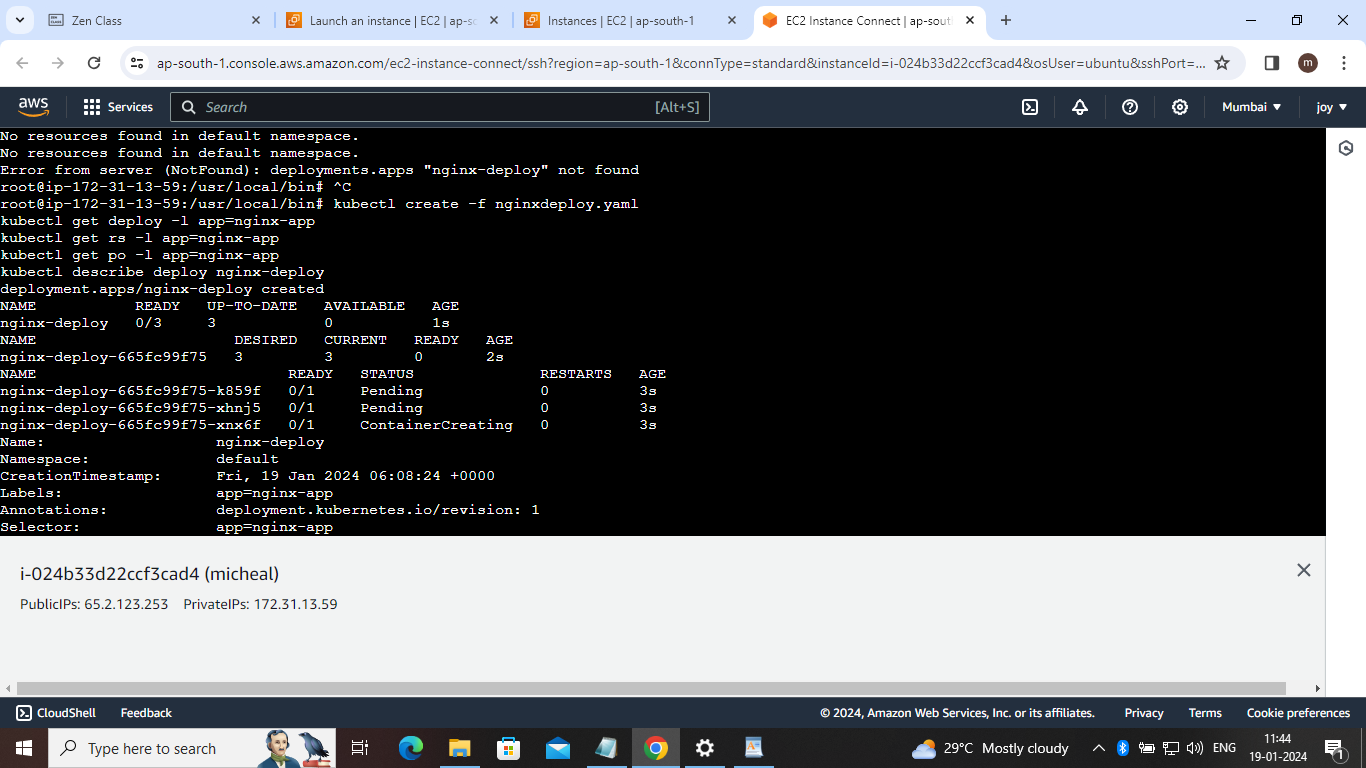 Zen Class
Launch an instance | EC2 | ap-so
Instances | EC2 | ap-south-1
EC2 Instance Connect | ap-sout
ap-south-1.console.aws.amazon.com/ec2-instance-connect/ssh?region=ap-south-1&connType=standard&instanceId=i-024b33d22ccf3cad4&osUser=ubuntu&sshPort=...
m
aws
Services
Search
[Alt+S]
Mumbai
joy
No resources found in default namespace.
No resources found in default namespace.
Error from server (NotFound): deployments.apps "nginx-deploy" not found
root@ip-172-31-13-59:/usr/local/bin# ^C
root@ip-172-31-13-59:/usr/local/bin# kubectl create -f nginxdeploy.yaml
kubectl get deploy -l app=nginx-app
kubectl get rs -l app=nginx-app
kubectl get po -l app=nginx-app
kubectl describe deploy nginx-deploy
deployment.apps/nginx-deploy created
NAME READY UP-TO-DATE AVAILABLE AGE
nginx-deploy 0/3 3 0 1s
NAME DESIRED CURRENT READY AGE
nginx-deploy-665fc99f75 3 3 0 2s
NAME READY STATUS RESTARTS AGE
nginx-deploy-665fc99f75-k859f 0/1 Pending 0 3s
nginx-deploy-665fc99f75-xhnj5 0/1 Pending 0 3s
nginx-deploy-665fc99f75-xnx6f 0/1 ContainerCreating 0 3s
Name: nginx-deploy
Namespace: default
CreationTimestamp: Fri, 19 Jan 2024 06:08:24 +0000
Labels: app=nginx-app
Annotations: deployment.kubernetes.io/revision: 1
Selector: app=nginx-app
i-024b33d22ccf3cad4 (micheal)
PublicIPs: 65.2.123.253 PrivateIPs: 172.31.13.59
CloudShell Feedback © 2024, Amazon Web Services, Inc. or its affiliates. Privacy Terms Cookie preferences
Type here to search
29°C Mostly cloudy
ENG
11:44
19-01-2024
1